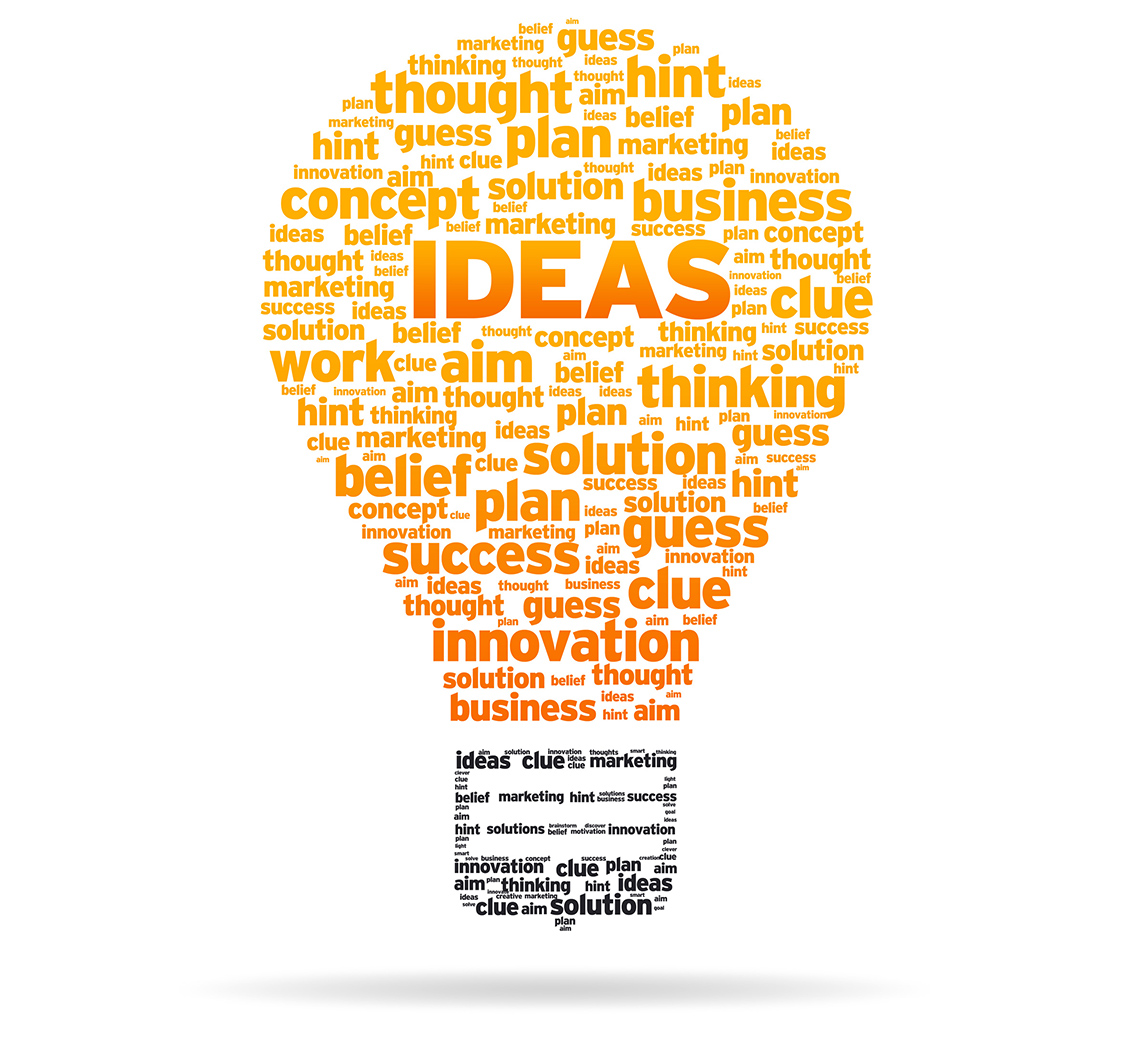 aim
belief guess
marketing plan
thinking thought ideas hint
thought thought aim ideas
plan ideas belief plan
marketing guess plan marketing belief
hint hint clue thought ideas plan ideas
innovation aim solution innovation
concept belief business
belief marketing success plan concept
ideas belief IDEAS aim thought
thought ideas innovation belief
marketing belief ideas clue
success ideas plan
solution belief thought concept thinking hint success
work clue aim aim marketing hint solution
belief thinking hint
belief innovation aim thought ideas ideas
hint thinking plan aim hint plan innovation
clue marketing ideas guess
aim aim solution aim success
belief clue success ideas hint aim
concept clue plan ideas solution belief
innovation marketing plan guess
success aim innovation
ideas hint
aim ideas thought business clue
thought guess
plan aim belief
innovation
solution belief thought
business ideas hint aim aim
aim solution innovation thoughts smart thinking
ideas clue ideas clue marketing
clever
clue light
hint plan
belief marketing hint solutions business success
plan solve
aim goal
ideas
hint solutions brainstorm belief discover motivation innovation
plan plan
light clever
smart solve business concept success creation clue
innovation clue plan aim
aim plan thinking hint ideas
ideas innovate creative marketing smart aim
solve clue aim solution goal
plan
aim